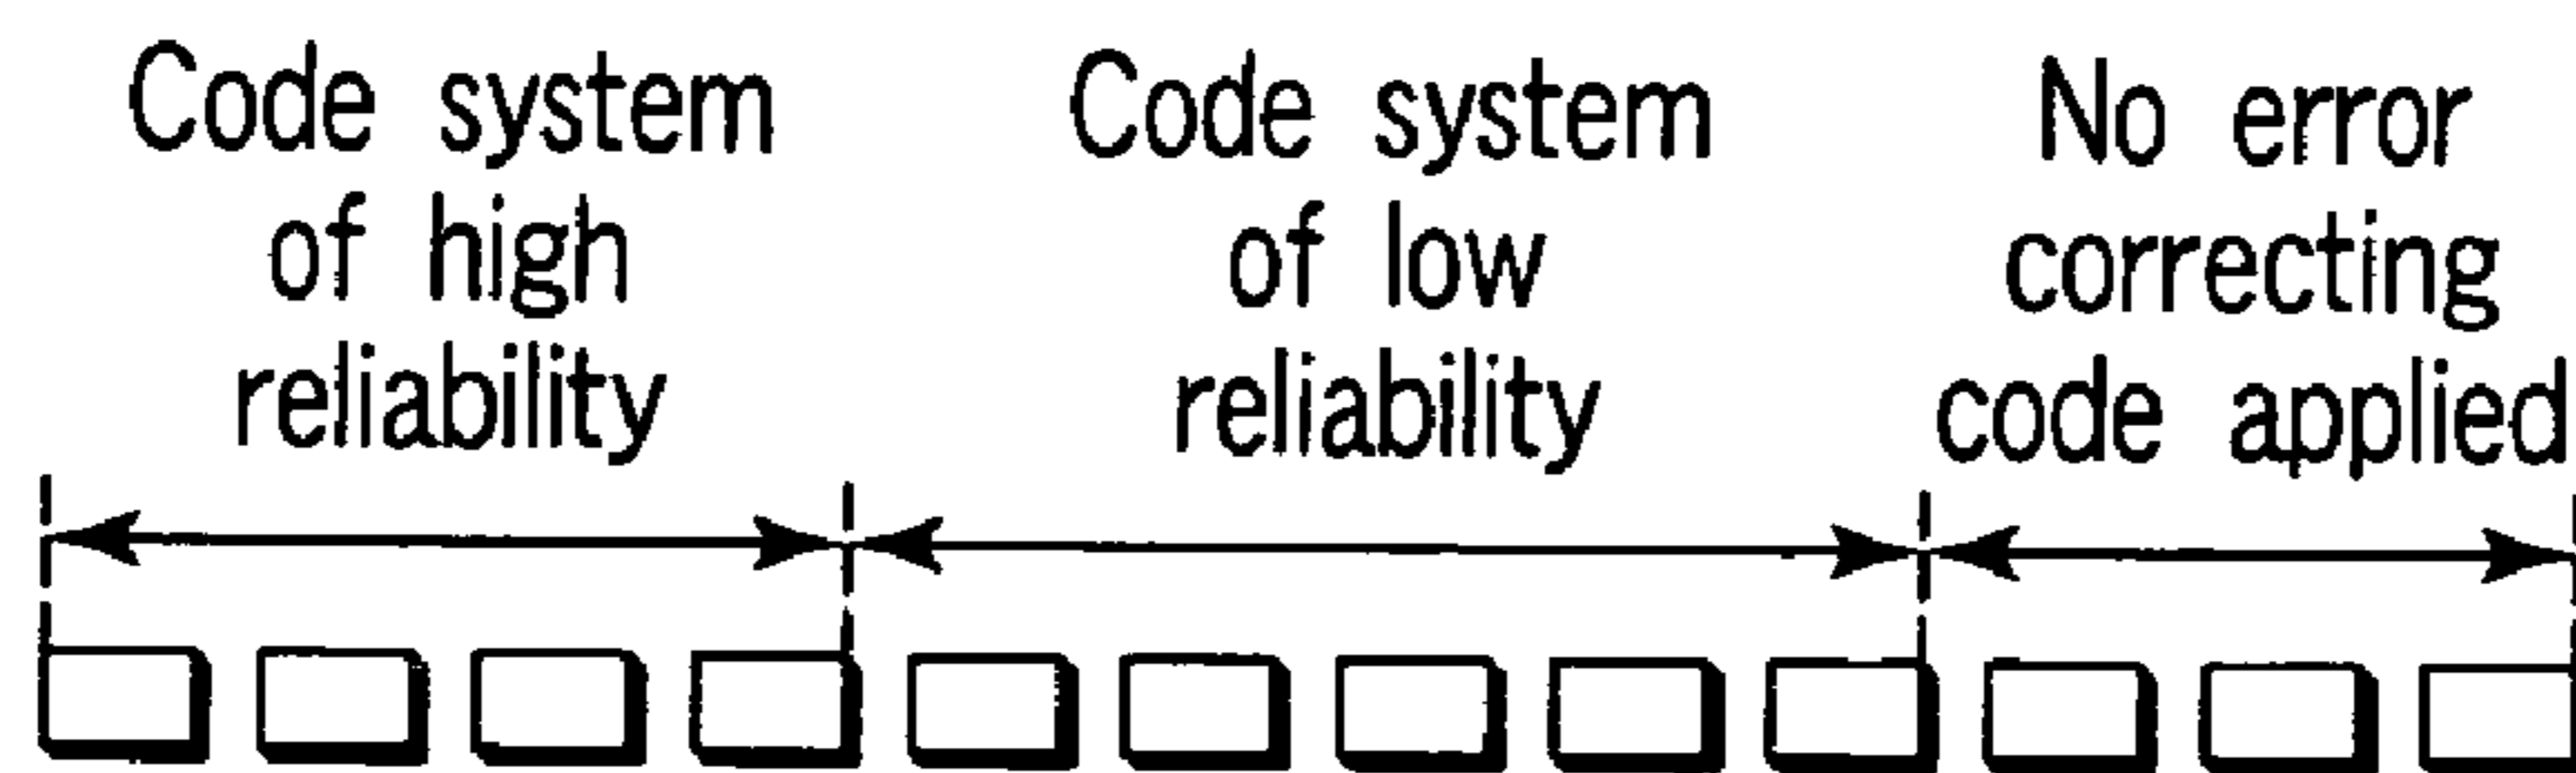 Code system
of high
reliability
Code system
of low
reliability
No error
correcting
code applied